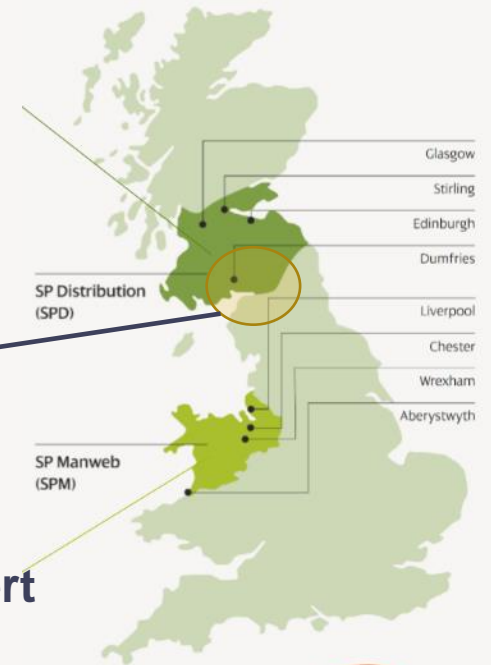 Glasgow
Stirling
Edinburgh
Dumfries
SP Distribution
(SPD)
Liverpool
Chester
Wrexham
Aberystwyth
SP Manweb
(SPM)
rt